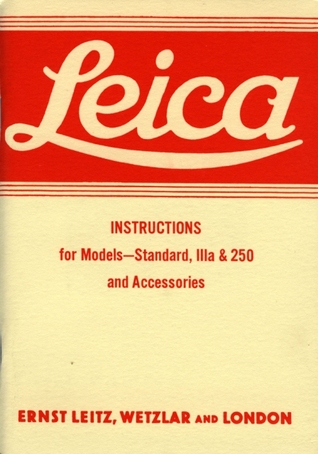 Leica
INSTRUCTIONS
for Models—Standard, IIIa & 250
and Accessories
ERNST LEITZ, WETZLAR AND LONDON